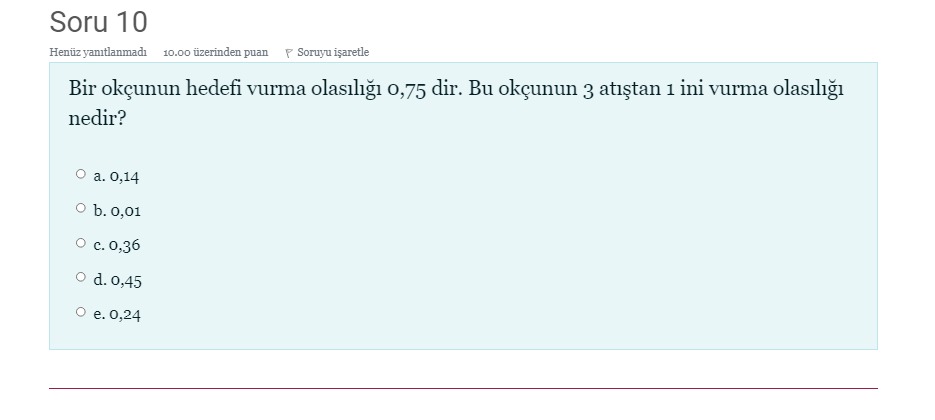 Soru 10
Henüz yanıtlanmadı 10.00 üzerinden puan Soruyu işaretle
Bir okçunun hedefi vurma olasılığı 0,75 dir. Bu okçunun 3 atıştan 1 ini vurma olasılığı
nedir?
a. 0,14
b. 0,01
c. 0,36
d. 0,45
e. 0,24